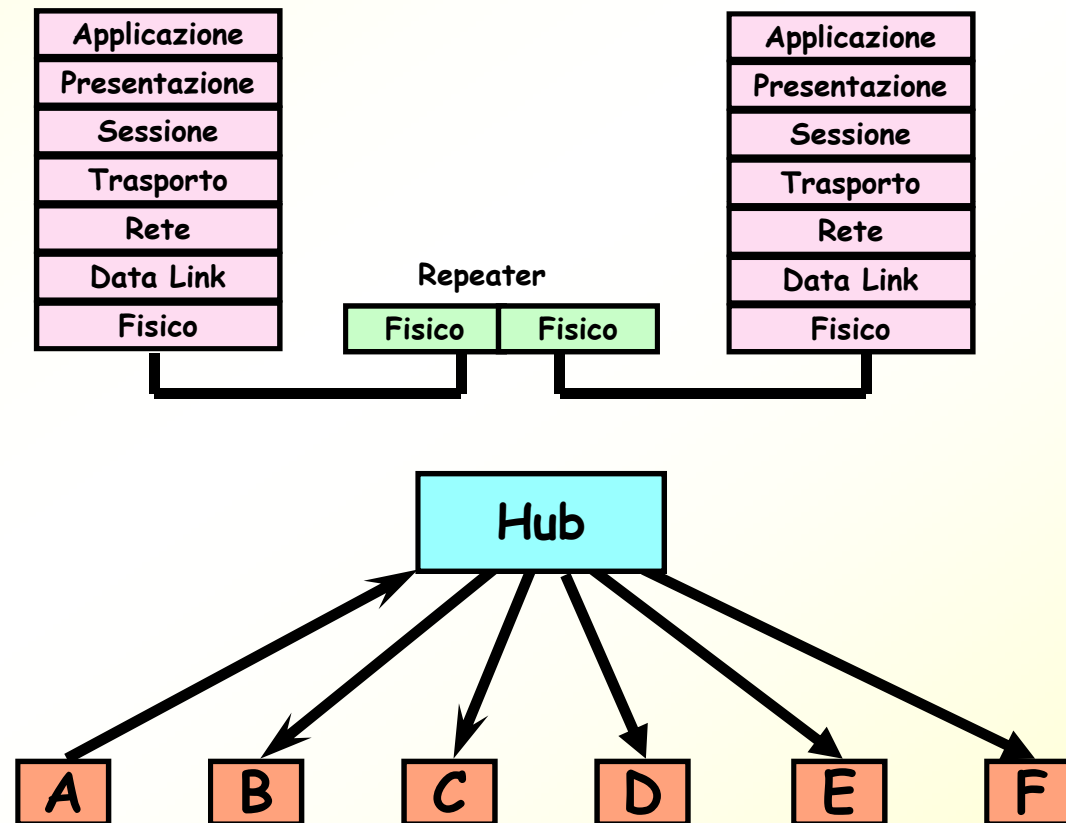 Applicazione
Presentazione
Sessione
Trasporto
Rete
Data Link
Fisico
Repeater
Fisico Fisico
Applicazione
Presentazione
Sessione
Trasporto
Rete
Data Link
Fisico
Hub
A B C D E F